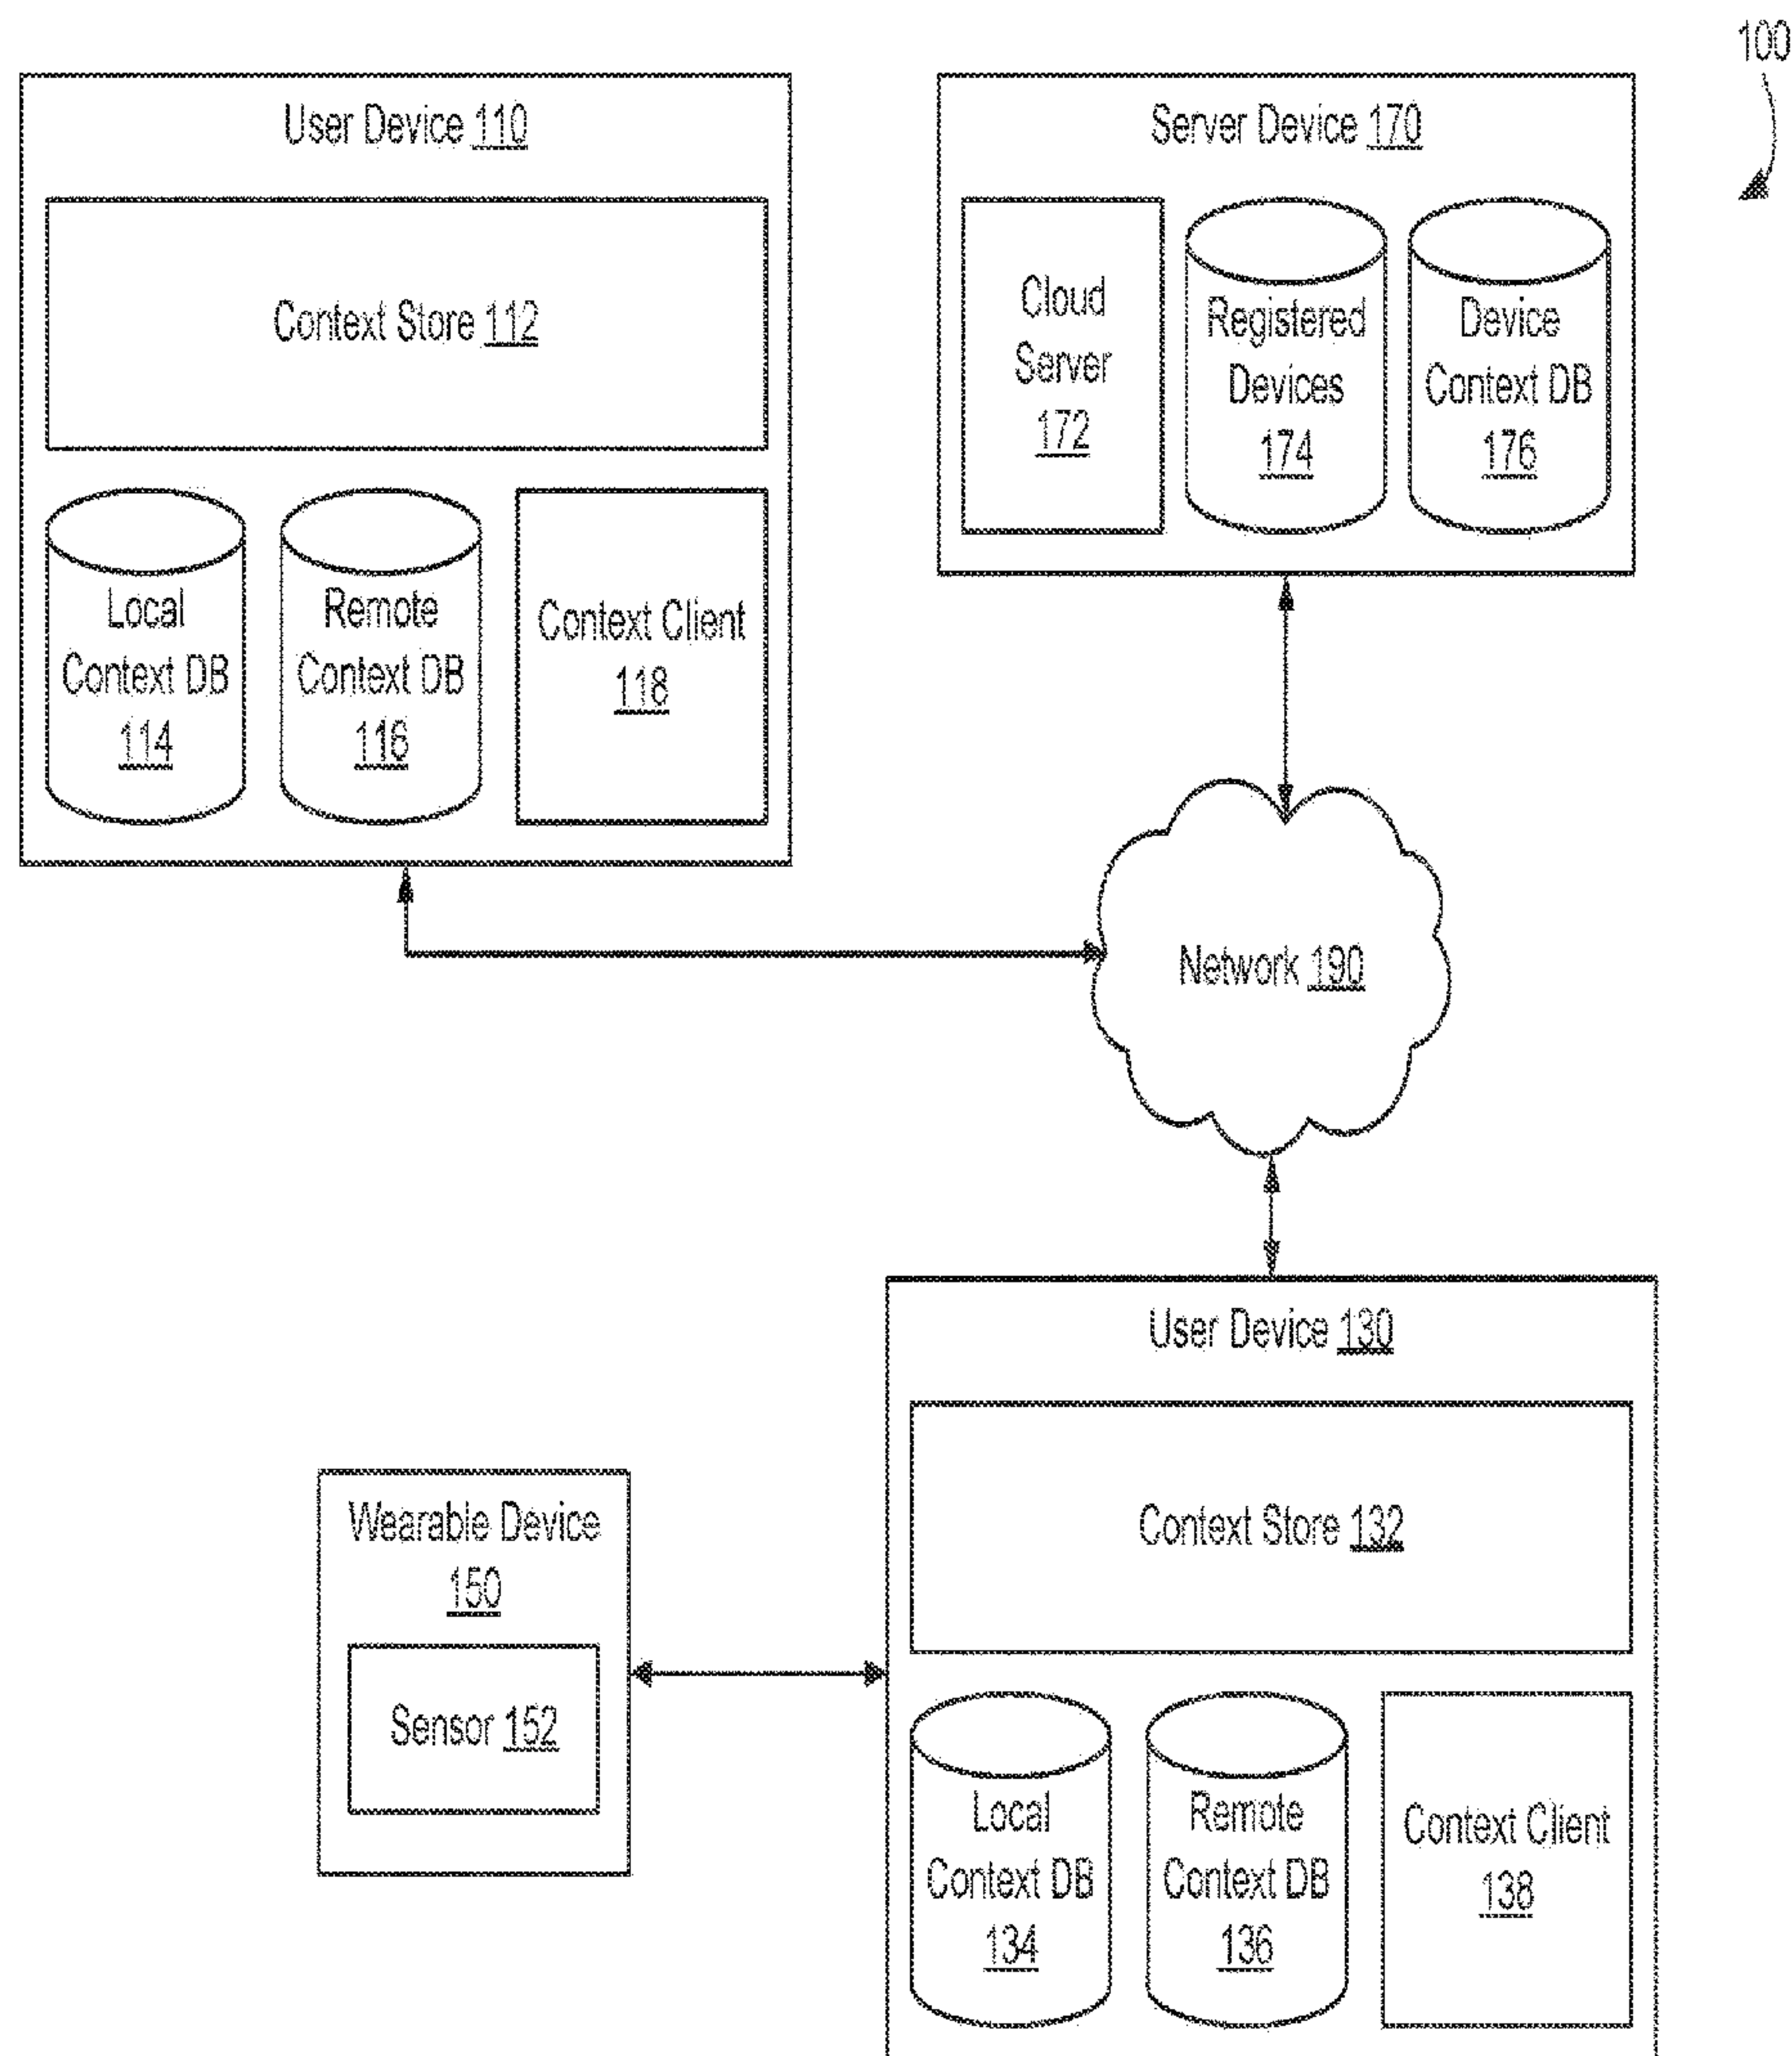 100
User Device 110
Context Store 112
Local
Context DB
114
Remote
Context DB
116
Context Client
118
Server Device 170
Cloud
Server
172
Registered
Devices
174
Device
Context DB
176
Network 190
User Device 130
Context Store 132
Local
Context DB
134
Remote
Context DB
136
Context Client
138
Wearable Device
150
Sensor 152